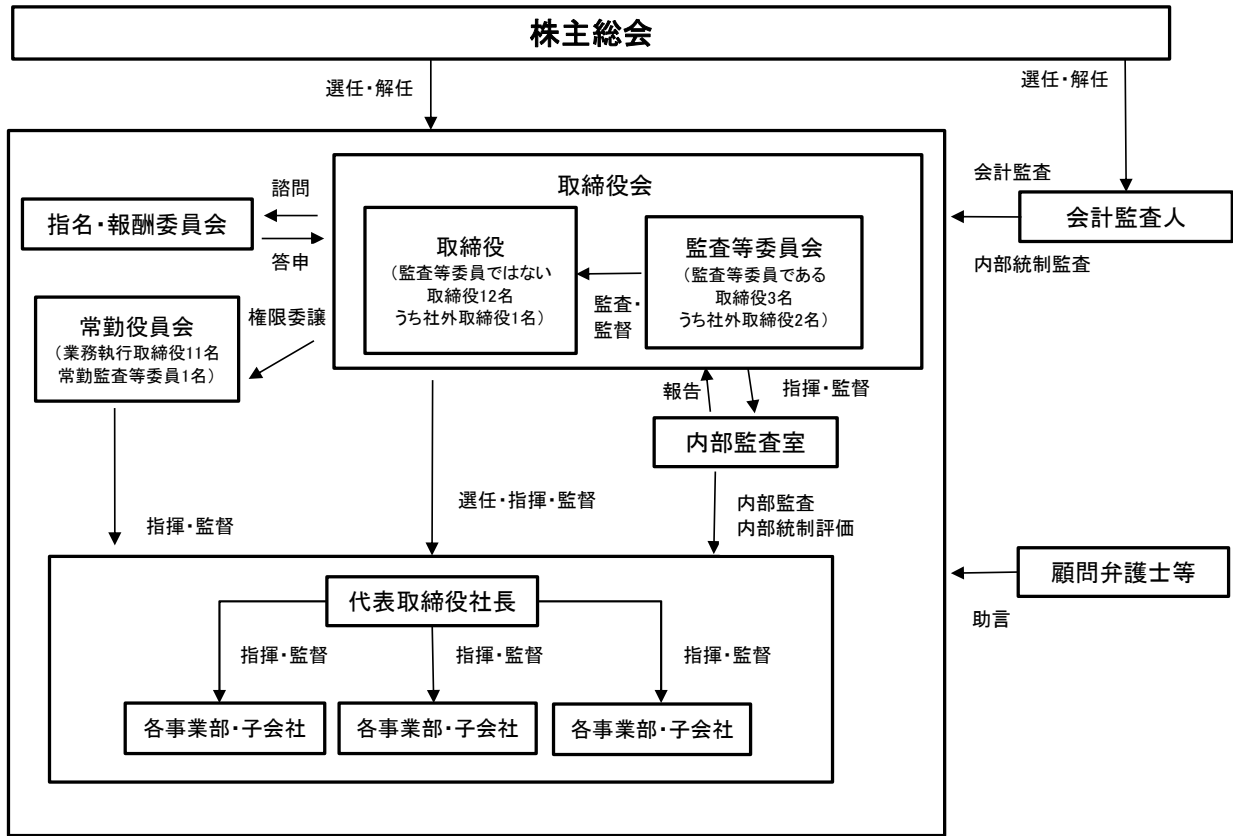 株主総会
選任・解任
選任・解任
取締役会
諮問
指名・報酬委員会
答申
取締役
（監査等委員ではない
取締役12名
うち社外取締役1名）
監査・
監督
監査等委員会
（監査等委員である
取締役3名
うち社外取締役2名）
会計監査
会計監査人
内部統制監査
常勤役員会
（業務執行取締役11名
常勤監査等委員1名）
権限委譲
報告
指揮・監督
内部監査室
指揮・監督
選任・指揮・監督
内部監査
内部統制評価
顧問弁護士等
助言
代表取締役社長
指揮・監督
指揮・監督
指揮・監督
各事業部・子会社
各事業部・子会社
各事業部・子会社